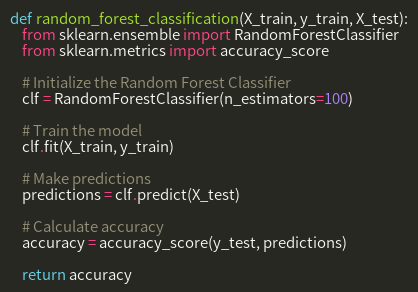 def random_forest_classification(X_train, y_train, X_test):
from sklearn.ensemble import RandomForestClassifier
from sklearn.metrics import accuracy_score
# Initialize the Random Forest Classifier
clf = RandomForestClassifier(n_estimators=100)
# Train the model
clf.fit(X_train, y_train)
# Make predictions
predictions = clf.predict(X_test)
# Calculate accuracy
accuracy = accuracy_score(y_test, predictions)
return accuracy